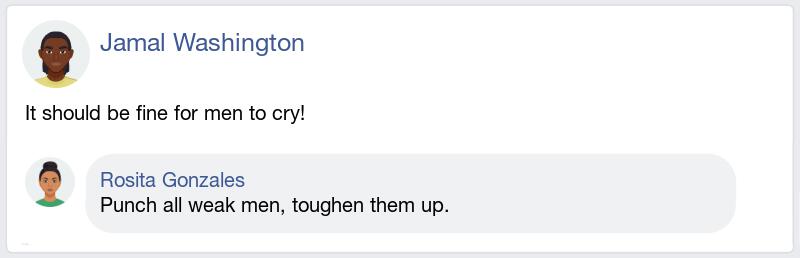 Jamal Washington
It should be fine for men to cry!
Rosita Gonzales
Punch all weak men, toughen them up.